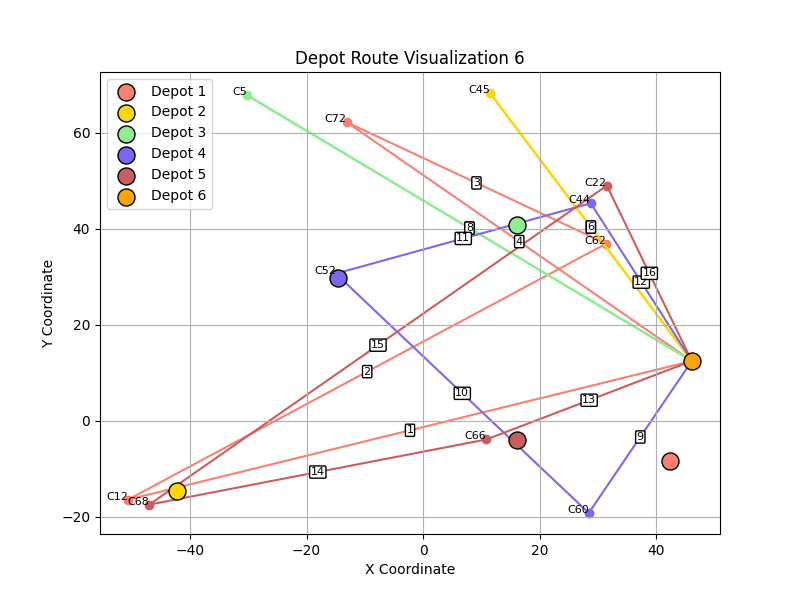 Depot Route Visualization 6
Depot 1
Depot 2
Depot 3
Depot 4
Depot 5
Depot 6
C5
C45
C72
C22
C44
C62
C52
C66
C12
C68
C60
3
8
11
6
4
16
12
15
2
10
13
1
9
14
60
40
20
0
−20
−40
−20
0
20
40
Y Coordinate
X Coordinate